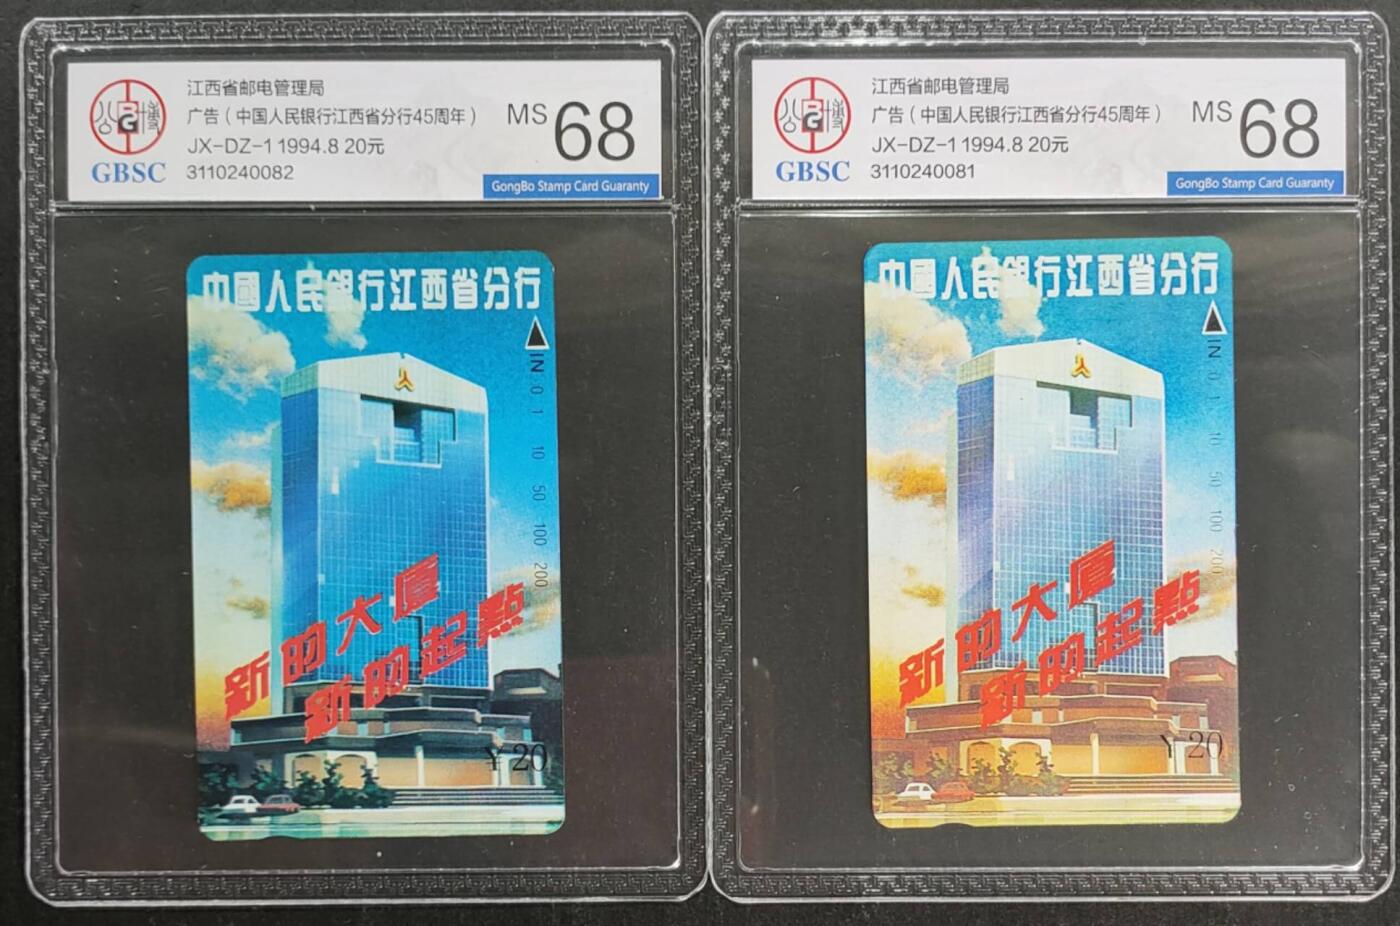 江西省邮电管理局
广告（中国人民银行江西省分行45周年）
JX-DZ-1 1994.8 20元
3110240082
MS 68
GBSC
GongBo Stamp Card Guaranty
中國人民銀行江西省分行
IN 0 1 10 50 100 200
新的大厦
新的起點
¥20
江西省邮电管理局
广告（中国人民银行江西省分行45周年）
JX-DZ-1 1994.8 20元
3110240081
MS 68
GBSC
GongBo Stamp Card Guaranty
中國人民銀行江西省分行
IN 0 1 10 50 100 200
新的大厦
新的起點
¥20